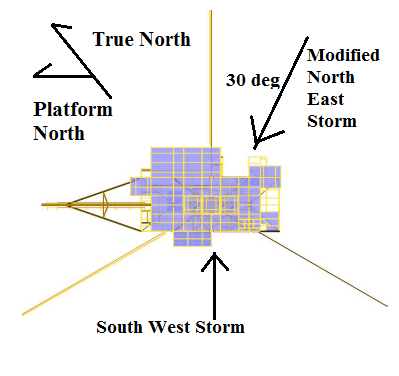 True North
Platform
North
30 deg
Modified
North
East
Storm
South West Storm